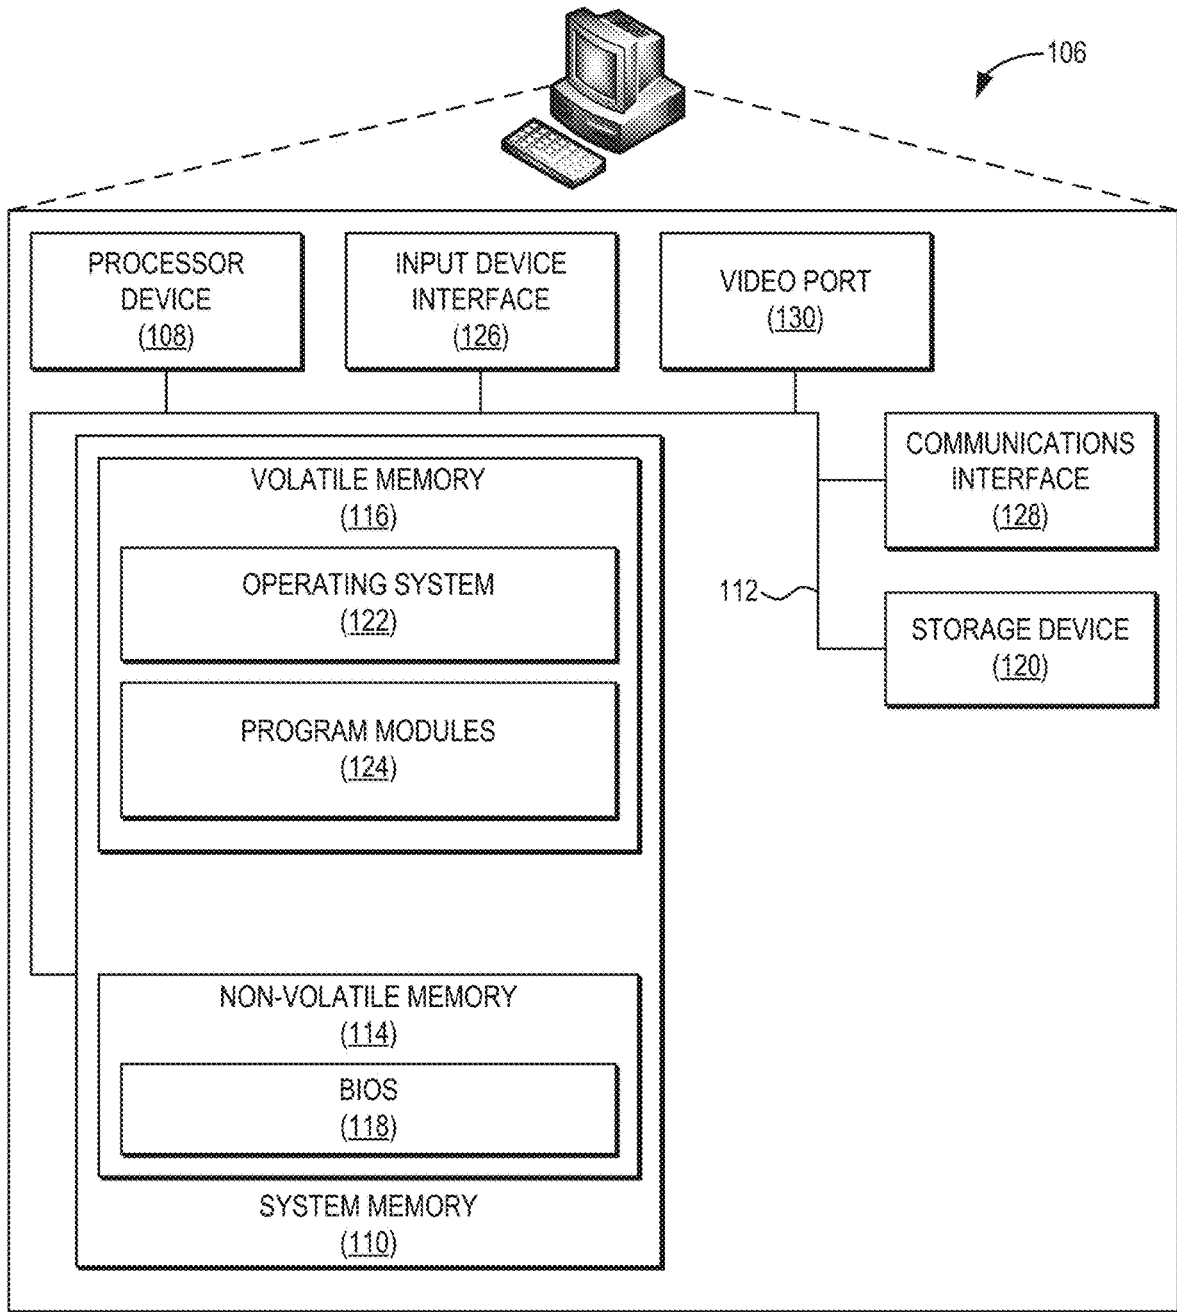 106
PROCESSOR
DEVICE
(108)
INPUT DEVICE
INTERFACE
(126)
VIDEO PORT
(130)
COMMUNICATIONS
INTERFACE
(128)
VOLATILE MEMORY
(116)
OPERATING SYSTEM
(122)
112
STORAGE DEVICE
(120)
PROGRAM MODULES
(124)
NON-VOLATILE MEMORY
(114)
BIOS
(118)
SYSTEM MEMORY
(110)